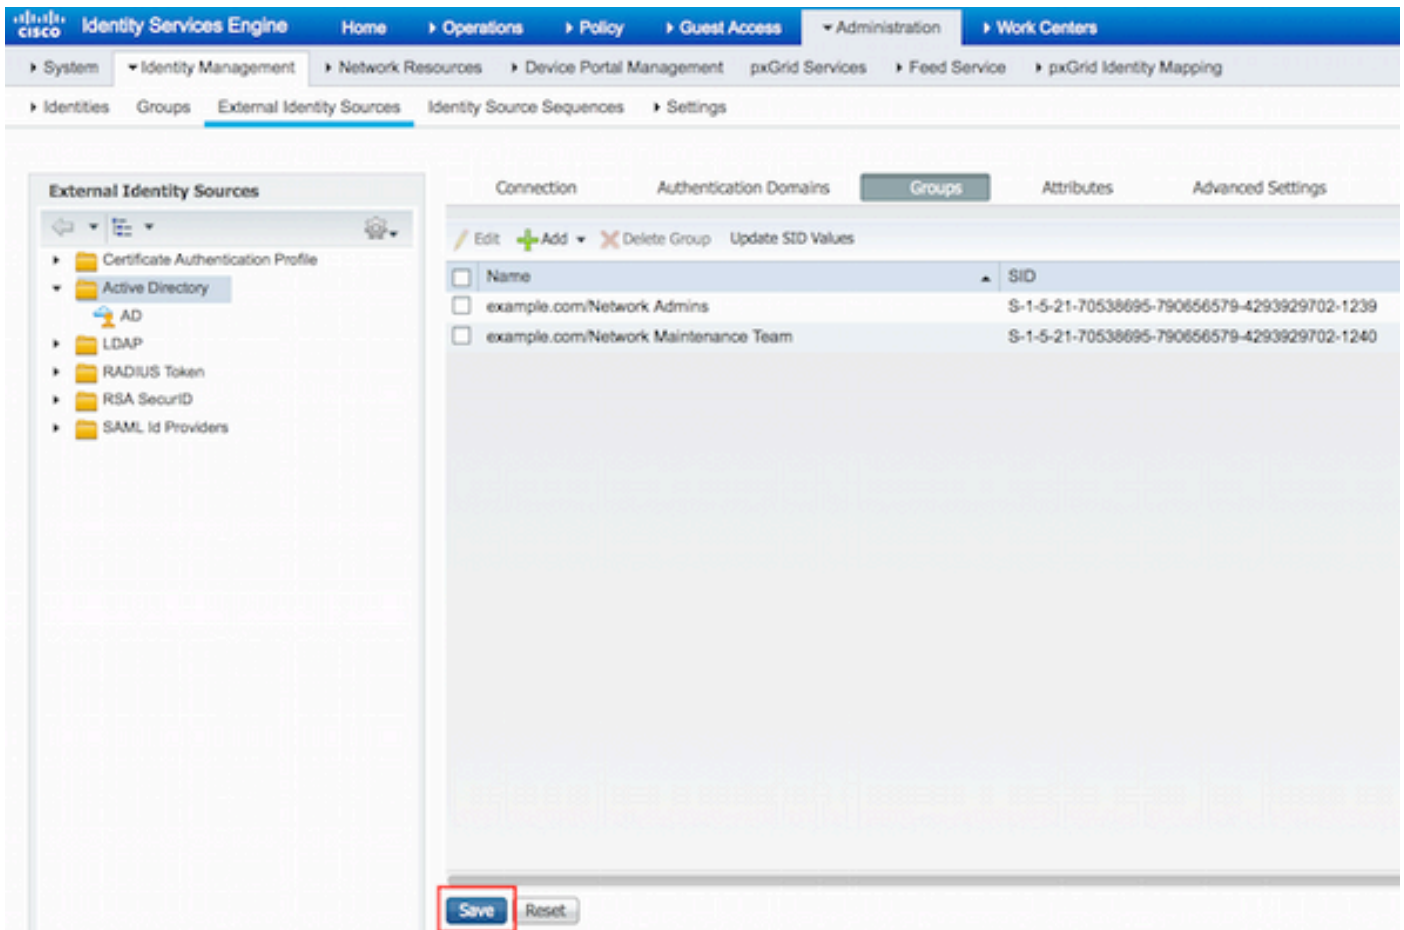 CISCO Identity Services Engine Home Operations Policy Guest Access Administration Work Centers
System Identity Management Network Resources Device Portal Management pxGrid Services Feed Service pxGrid Identity Mapping
Identities Groups External Identity Sources Identity Source Sequences Settings
External Identity Sources
Certificate Authentication Profile
Active Directory
AD
LDAP
RADIUS Token
RSA SecurID
SAML Id Providers
Connection Authentication Domains Groups Attributes Advanced Settings
Edit Add Delete Group Update SID Values
Name SID
example.com/Network Admins S-1-5-21-70538695-790656579-4293929702-1239
example.com/Network Maintenance Team S-1-5-21-70538695-790656579-4293929702-1240
Save Reset